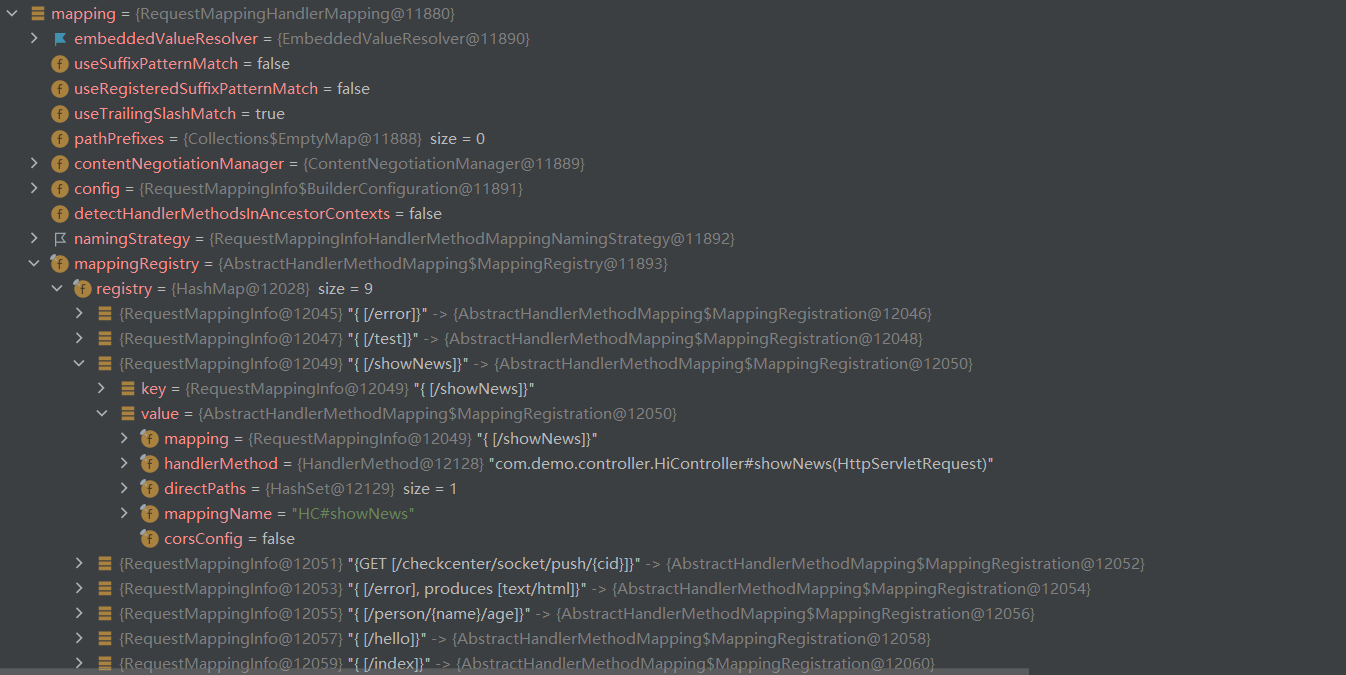 mapping = {RequestMappingHandlerMapping@11880}
embeddedValueResolver = {EmbeddedValueResolver@11890}
f useSuffixPatternMatch = false
f useRegisteredSuffixPatternMatch = false
f useTrailingSlashMatch = true
f pathPrefixes = {Collections$EmptyMap@11888} size = 0
f contentNegotiationManager = {ContentNegotiationManager@11889}
f config = {RequestMappingInfo$BuilderConfiguration@11891}
f detectHandlerMethodsInAncestorContexts = false
namingStrategy = {RequestMappingInfoHandlerMethodMappingNamingStrategy@11892}
f mappingRegistry = {AbstractHandlerMethodMapping$MappingRegistry@11893}
f registry = {HashMap@12028} size = 9
{RequestMappingInfo@12045} "{ [/error]}" -> {AbstractHandlerMethodMapping$MappingRegistration@12046}
{RequestMappingInfo@12047} "{ [/test]}" -> {AbstractHandlerMethodMapping$MappingRegistration@12048}
{RequestMappingInfo@12049} "{ [/showNews]}" -> {AbstractHandlerMethodMapping$MappingRegistration@12050}
key = {RequestMappingInfo@12049} "{ [/showNews]}"
value = {AbstractHandlerMethodMapping$MappingRegistration@12050}
f mapping = {RequestMappingInfo@12049} "{ [/showNews]}"
f handlerMethod = {HandlerMethod@12128} "com.demo.controller.HiController#showNews(HttpServletRequest)"
f directPaths = {HashSet@12129} size = 1
f mappingName = "HC#showNews"
f corsConfig = false
{RequestMappingInfo@12051} "{GET [/checkcenter/socket/push/{cid}]}" -> {AbstractHandlerMethodMapping$MappingRegistration@12052}
{RequestMappingInfo@12053} "{ [/error], produces [text/html]}" -> {AbstractHandlerMethodMapping$MappingRegistration@12054}
{RequestMappingInfo@12055} "{ [/person/{name}/age]}" -> {AbstractHandlerMethodMapping$MappingRegistration@12056}
{RequestMappingInfo@12057} "{ [/hello]}" -> {AbstractHandlerMethodMapping$MappingRegistration@12058}
{RequestMappingInfo@12059} "{ [/index]}" -> {AbstractHandlerMethodMapping$MappingRegistration@12060}